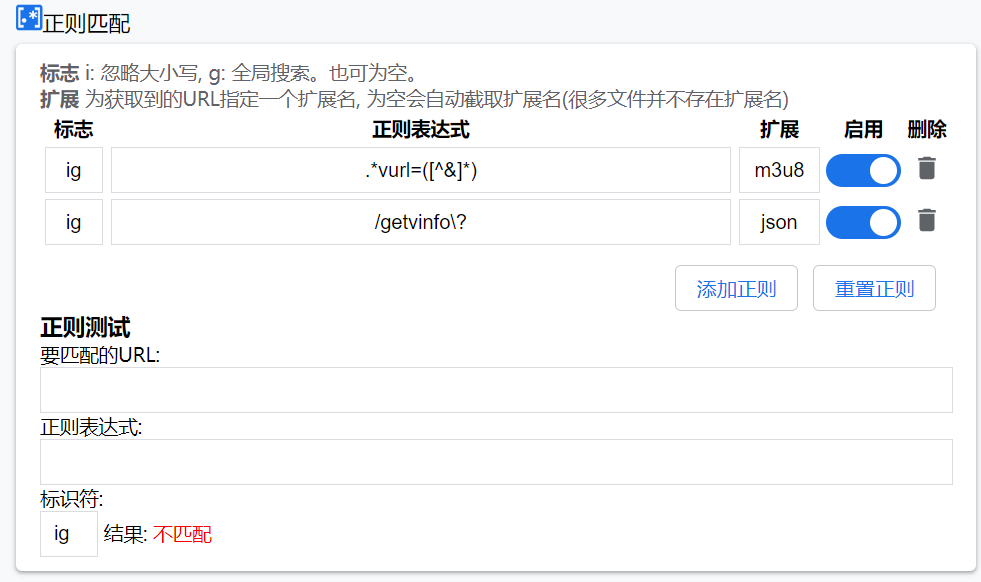 正则匹配
标志 i: 忽略大小写, g: 全局搜索。也可为空。
扩展 为获取到的URL指定一个扩展名, 为空会自动截取扩展名(很多文件并不存在扩展名)
标志 正则表达式 扩展 启用 删除
ig .*vurl=([^&]*) m3u8
ig /getvinfo\? json
添加正则 重置正则
正则测试
要匹配的URL:
正则表达式:
标识符:
ig 结果: 不匹配